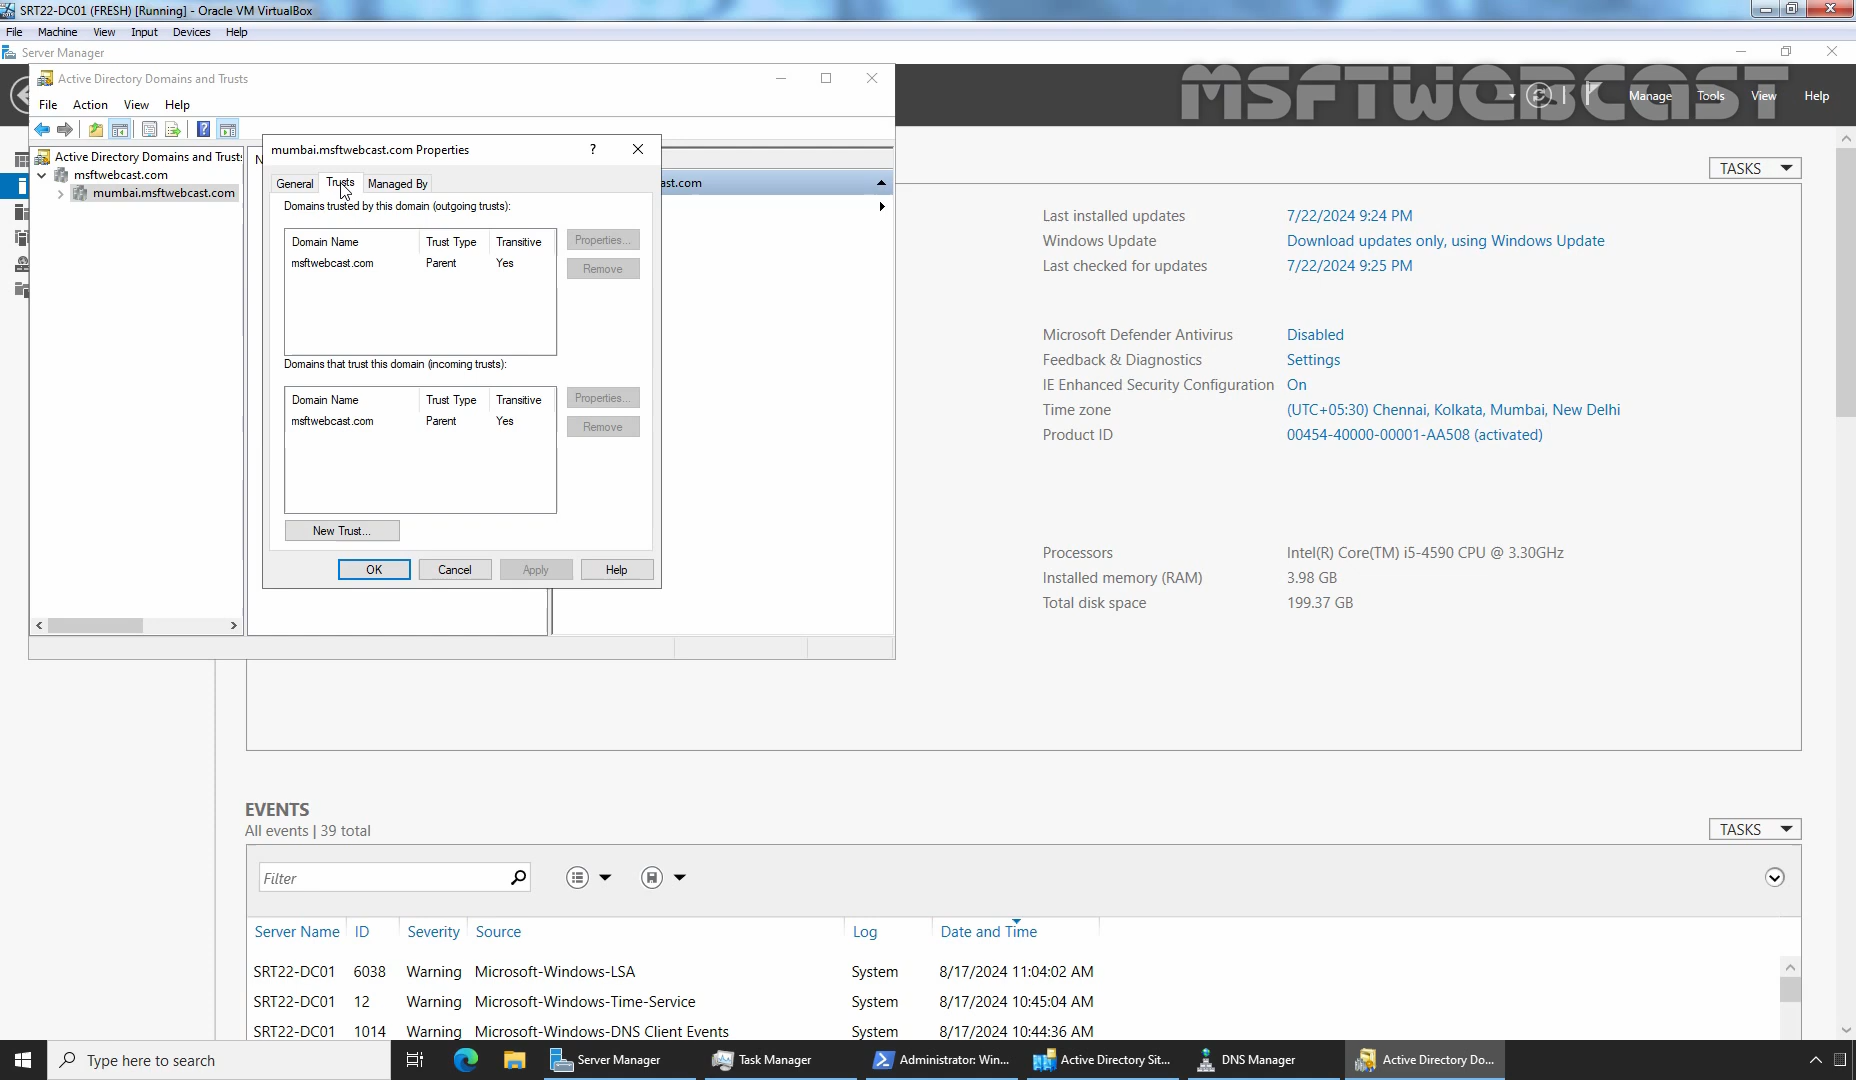 SRT22-DC01 (FRESH) [Running] - Oracle VM VirtualBox
File Machine View Input Devices Help
Server Manager
MSFTWEBCAST
Manage Tools View Help
Active Directory Domains and Trusts
File Action View Help
Active Directory Domains and Trusts
msftwebcast.com
mumbai.msftwebcast.com
N
ast.com
mumbai.msftwebcast.com Properties
General Trusts Managed By
Domains trusted by this domain (outgoing trusts):
Domain Name Trust Type Transitive
msftwebcast.com Parent Yes
Properties...
Remove
Domains that trust this domain (incoming trusts):
Domain Name Trust Type Transitive
msftwebcast.com Parent Yes
Properties...
Remove
New Trust...
OK Cancel Apply Help
TASKS
Last installed updates 7/22/2024 9:24 PM
Windows Update Download updates only, using Windows Update
Last checked for updates 7/22/2024 9:25 PM
Microsoft Defender Antivirus Disabled
Feedback & Diagnostics Settings
IE Enhanced Security Configuration On
Time zone (UTC+05:30) Chennai, Kolkata, Mumbai, New Delhi
Product ID 00454-40000-00001-AA508 (activated)
Processors Intel(R) Core(TM) i5-4590 CPU @ 3.30GHz
Installed memory (RAM) 3.98 GB
Total disk space 199.37 GB
EVENTS
All events | 39 total
TASKS
Filter
Server Name ID Severity Source Log Date and Time
SRT22-DC01 6038 Warning Microsoft-Windows-LSA System 8/17/2024 11:04:02 AM
SRT22-DC01 12 Warning Microsoft-Windows-Time-Service System 8/17/2024 10:45:04 AM
SRT22-DC01 1014 Warning Microsoft-Windows-DNS Client Events System 8/17/2024 10:44:36 AM
Type here to search
Server Manager
Task Manager
Administrator: Win...
Active Directory Sit...
DNS Manager
Active Directory Do...